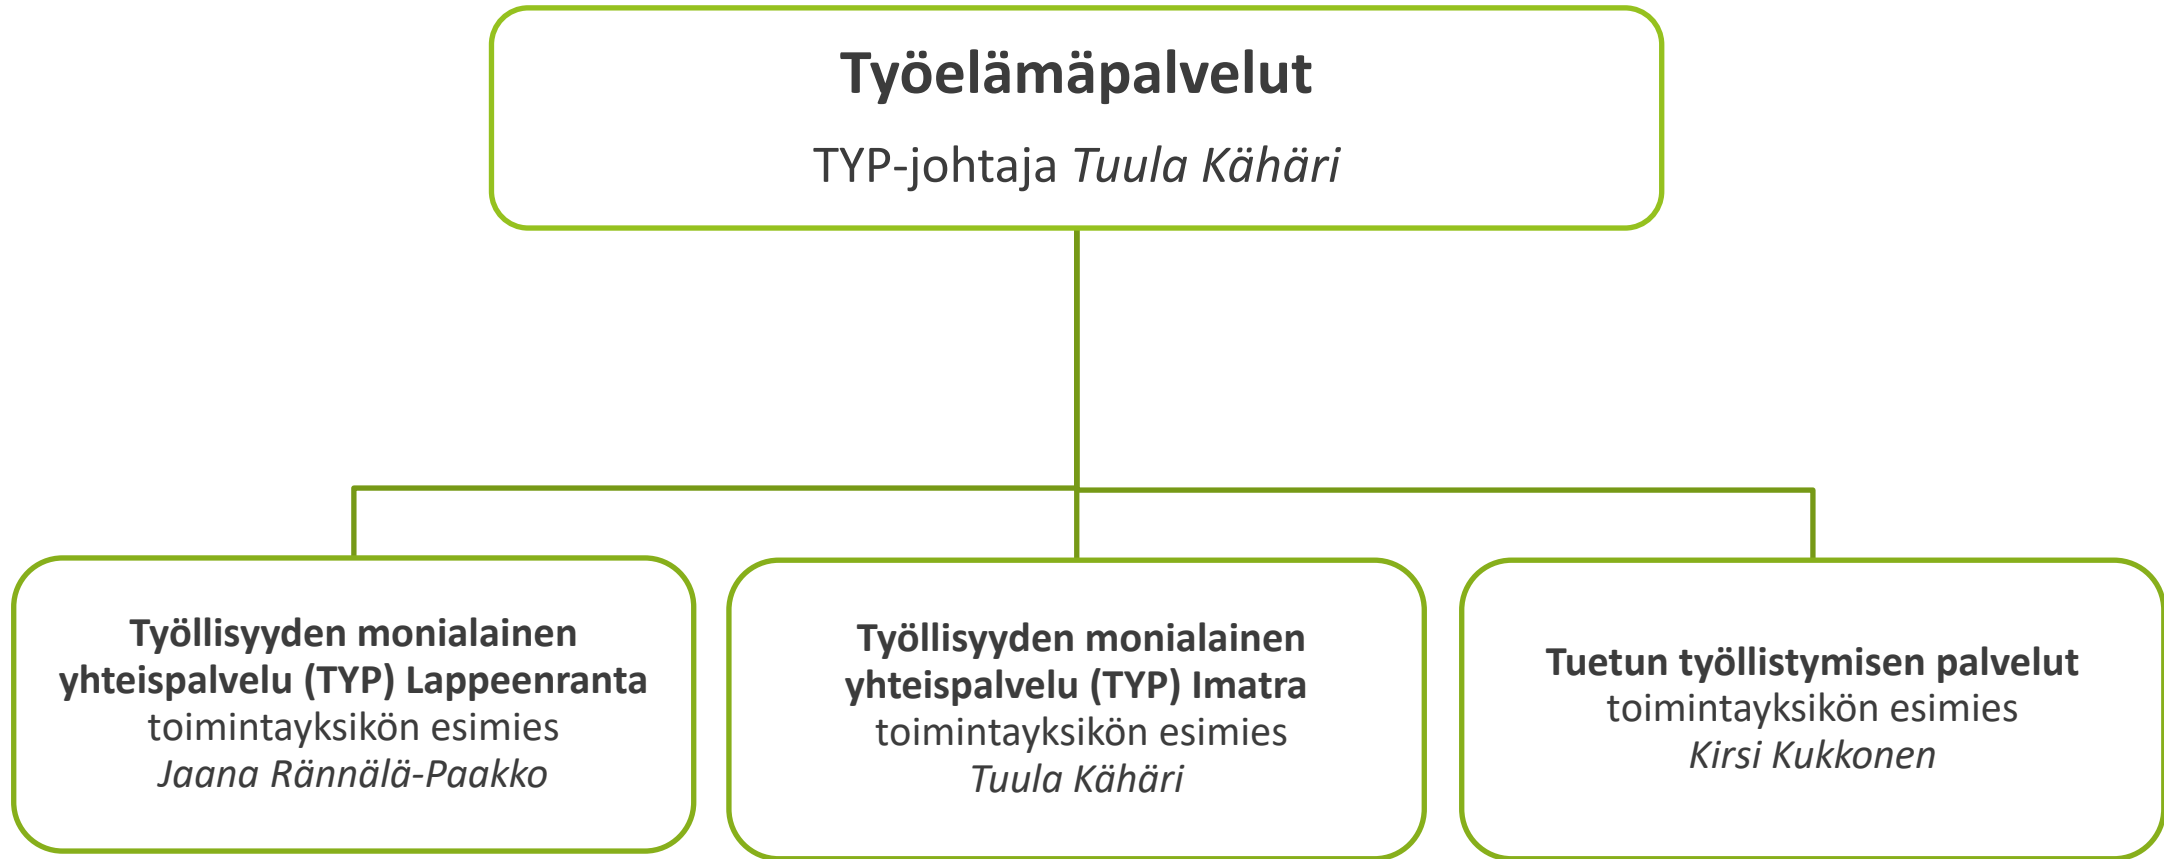 Työelämäpalvelut
TYP-johtaja Tuula Kähäri
Työllisyyden monialainen
yhteispalvelu (TYP) Lappeenranta
toimintayksikön esimies
Jaana Rännälä-Paakko
Työllisyyden monialainen
yhteispalvelu (TYP) Imatra
toimintayksikön esimies
Tuula Kähäri
Tuetun työllistymisen palvelut
toimintayksikön esimies
Kirsi Kukkonen